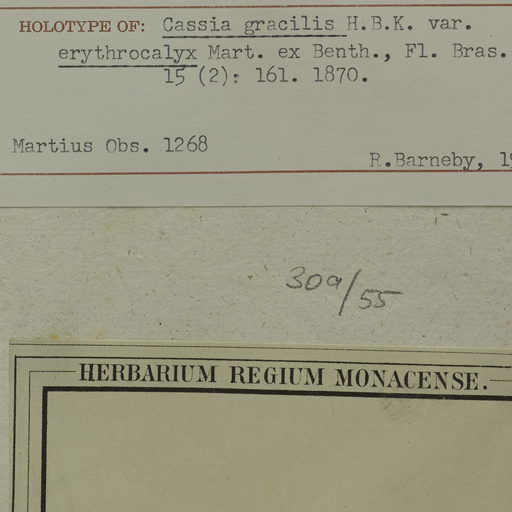 HOLOTYPE OF: Cassia gracilis H.B.K. var.
erythrocalyx Mart. ex Benth., Fl. Bras.
15 (2): 161. 1870.
Martius Obs. 1268
R.Barneby,
309/55
HERBARIUM REGIUM MONACENSE.